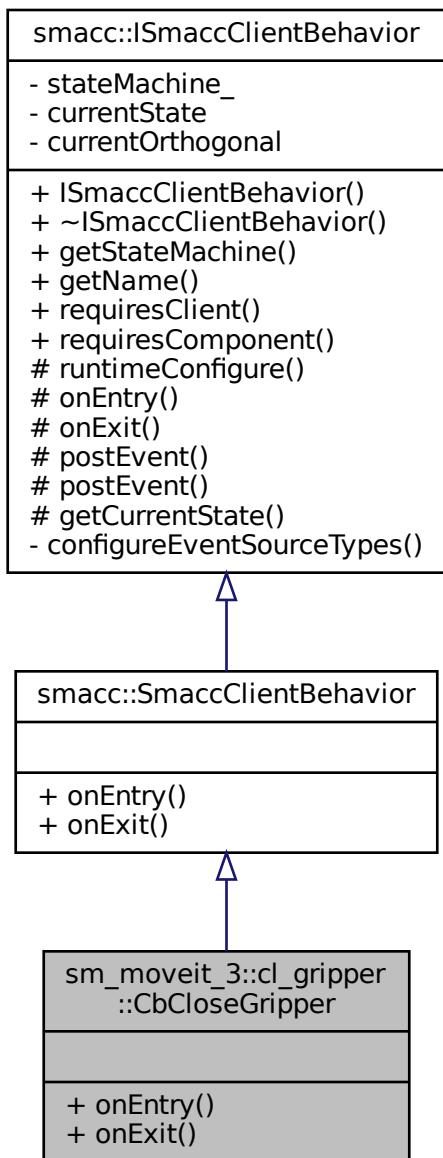 smacc::ISmaccClientBehavior
- stateMachine_
- currentState
- currentOrthogonal
+ ISmaccClientBehavior()
+ ~ISmaccClientBehavior()
+ getStateMachine()
+ getName()
+ requiresClient()
+ requiresComponent()
# runtimeConfigure()
# onEntry()
# onExit()
# postEvent()
# postEvent()
# getCurrentState()
- configureEventSourceTypes()
smacc::SmaccClientBehavior
+ onEntry()
+ onExit()
sm_moveit_3::cl_gripper
::CbCloseGripper
+ onEntry()
+ onExit()